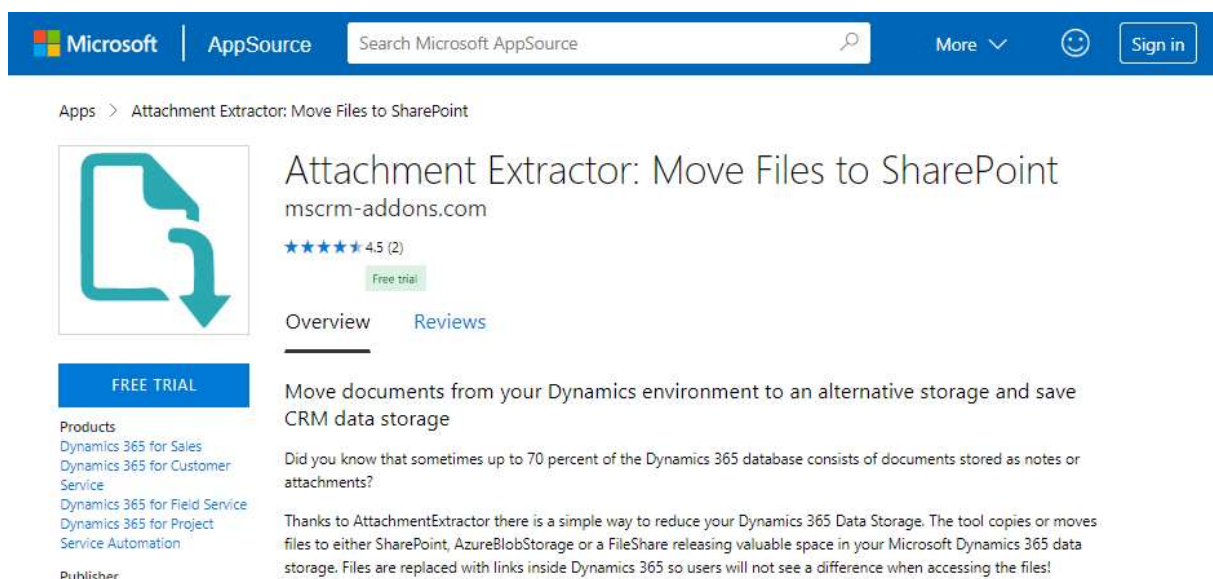 Microsoft AppSource Search Microsoft AppSource More Sign in
Apps > Attachment Extractor: Move Files to SharePoint
Attachment Extractor: Move Files to SharePoint
mscrm-addons.com
4.5 (2)
Free trial
Overview Reviews
FREE TRIAL
Products
Dynamics 365 for Sales
Dynamics 365 for Customer
Service
Dynamics 365 for Field Service
Dynamics 365 for Project
Service Automation
Publisher
Move documents from your Dynamics environment to an alternative storage and save
CRM data storage
Did you know that sometimes up to 70 percent of the Dynamics 365 database consists of documents stored as notes or
attachments?
Thanks to AttachmentExtractor there is a simple way to reduce your Dynamics 365 Data Storage. The tool copies or moves
files to either SharePoint, AzureBlobStorage or a FileShare releasing valuable space in your Microsoft Dynamics 365 data
storage. Files are replaced with links inside Dynamics 365 so users will not see a difference when accessing the files!